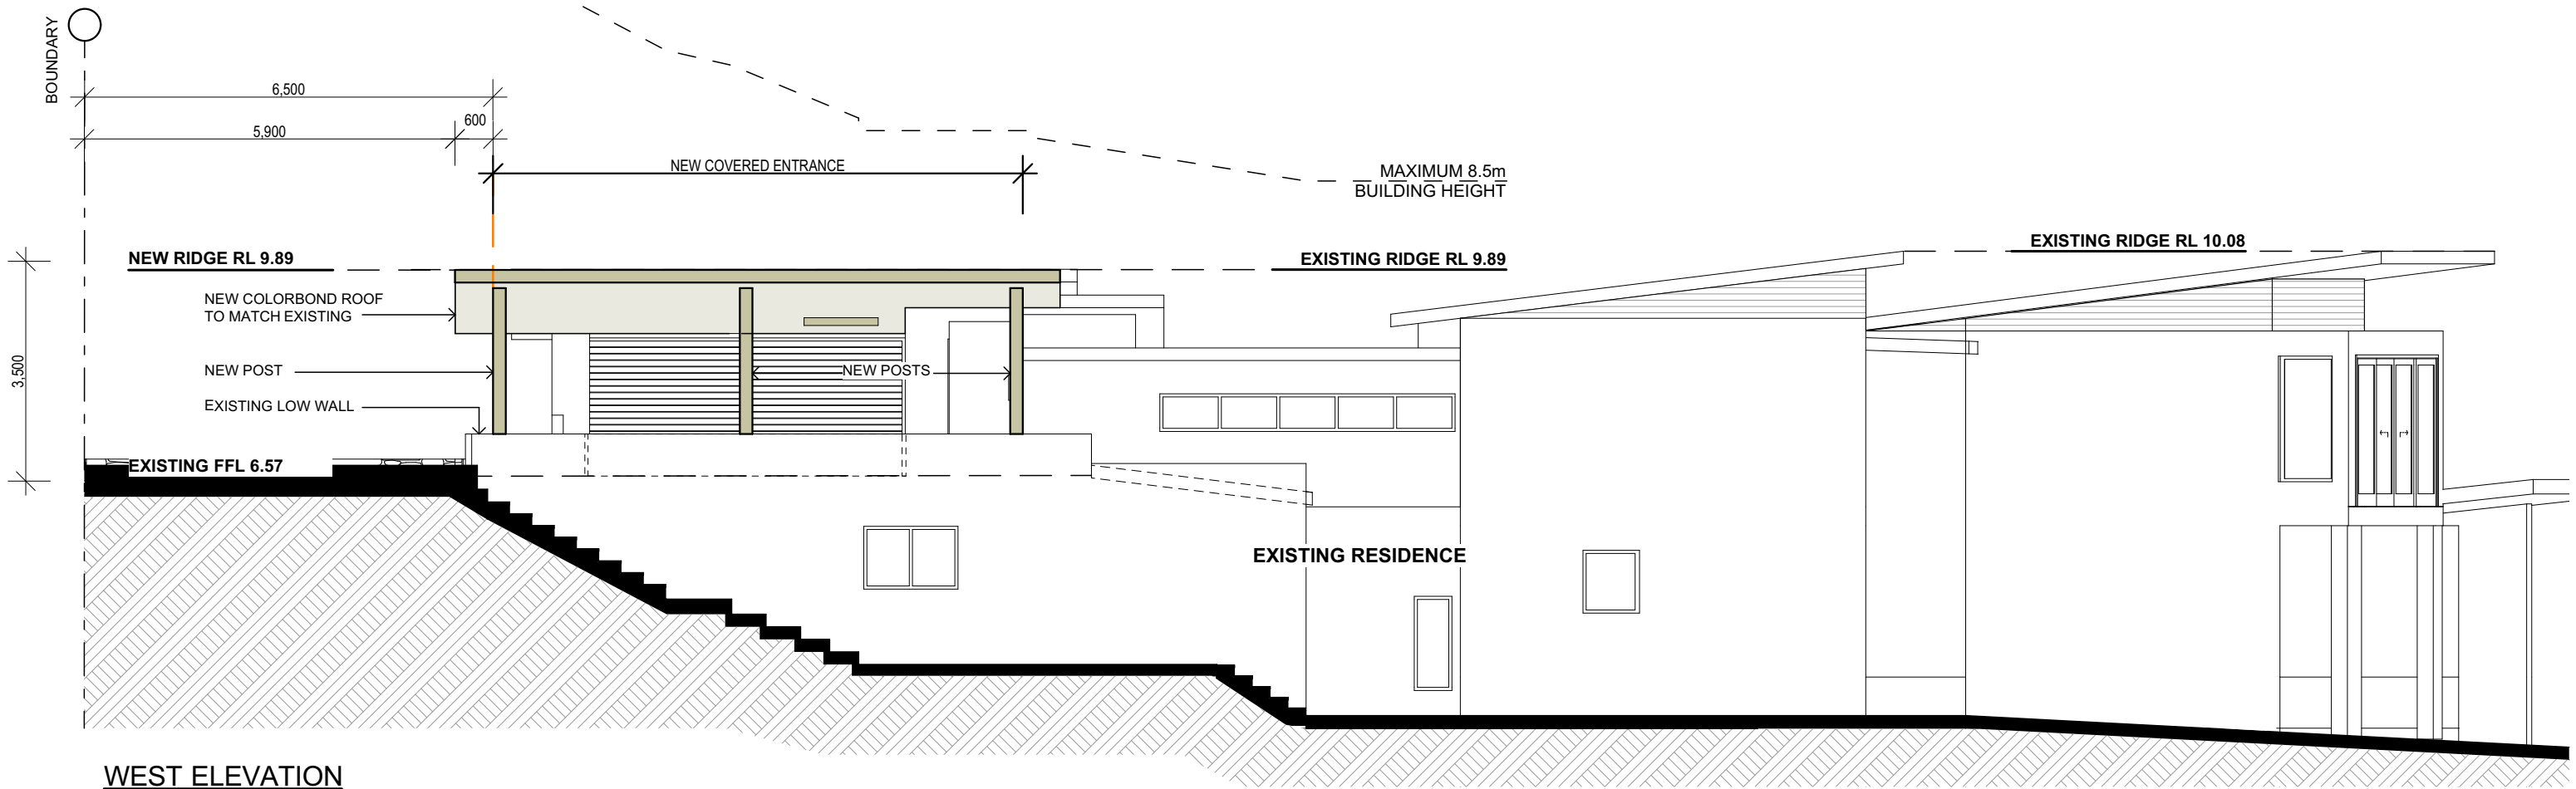 BOUNDARY
6,500
5,900
600
NEW COVERED ENTRANCE
MAXIMUM 8.5m
BUILDING HEIGHT
NEW RIDGE RL 9.89
EXISTING RIDGE RL 9.89
EXISTING RIDGE RL 10.08
NEW COLORBOND ROOF
TO MATCH EXISTING
3,500
NEW POST
NEW POSTS
EXISTING LOW WALL
EXISTING FFL 6.57
EXISTING RESIDENCE
WEST ELEVATION